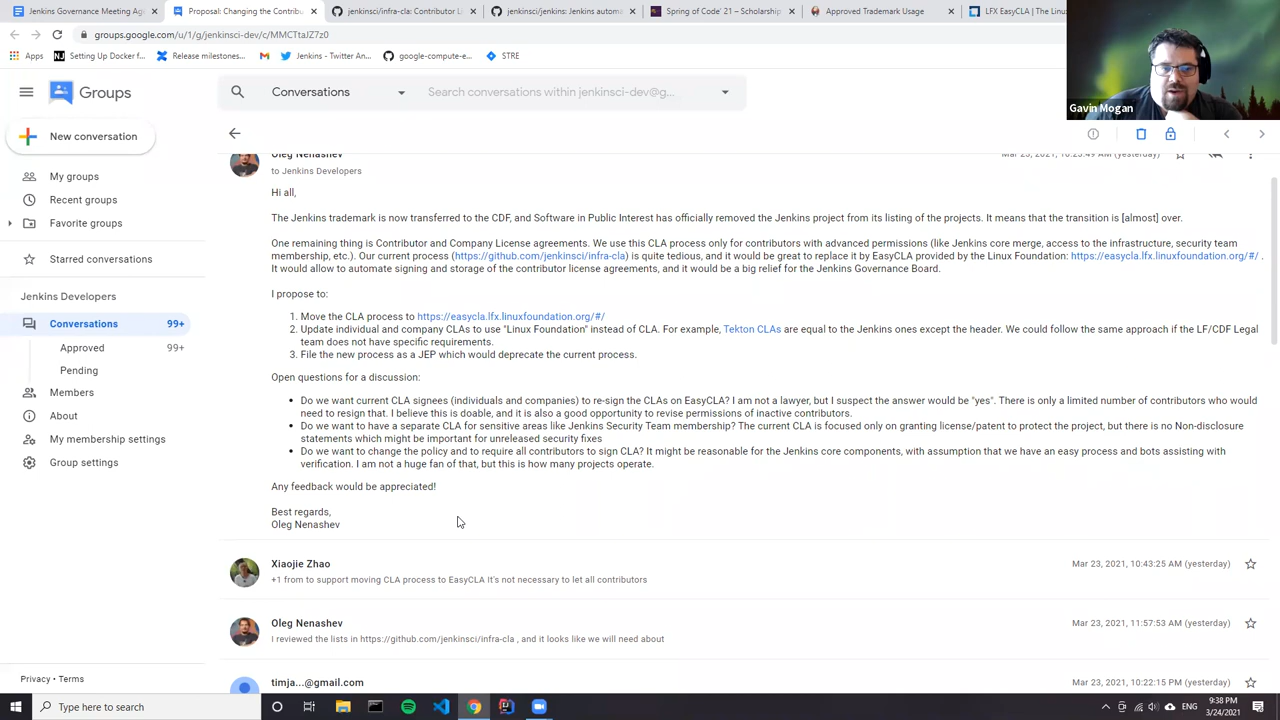 Jenkins Governance Meeting Age
Proposal: Changing the Contribu
jenkinsci/infra-cla: Contributor Li
jenkinsci/jenkins: Jenkins automa
Spring of Code' 21 – Scholarship
Approved Trademark Usage
LFX EasyCLA | The Linux
groups.google.com/u/1/g/jenkinsci-dev/c/MMCTtaJZ7z0
Apps
Setting Up Docker f...
Release milestones...
Jenkins - Twitter An...
google-compute-e...
STRE
Gavin Mogan
Groups
Conversations
Search conversations within jenkinsci-dev@g...
New conversation
My groups
Recent groups
Favorite groups
Starred conversations
Jenkins Developers
Conversations 99+
Approved 99+
Pending
Members
About
My membership settings
Group settings
Privacy • Terms
Oleg Nenashev Mar 23, 2021, 10:23:49 AM (yesterday)
to Jenkins Developers
Hi all,
The Jenkins trademark is now transferred to the CDF, and Software in Public Interest has officially removed the Jenkins project from its listing of the projects. It means that the transition is [almost] over.
One remaining thing is Contributor and Company License agreements. We use this CLA process only for contributors with advanced permissions (like Jenkins core merge, access to the infrastructure, security team
membership, etc.). Our current process (https://github.com/jenkinsci/infra-cla) is quite tedious, and it would be great to replace it by EasyCLA provided by the Linux Foundation: https://easycla.lfx.linuxfoundation.org/#/ .
It would allow to automate signing and storage of the contributor license agreements, and it would be a big relief for the Jenkins Governance Board.
I propose to:
1. Move the CLA process to https://easycla.lfx.linuxfoundation.org/#/
2. Update individual and company CLAs to use "Linux Foundation" instead of CLA. For example, Tekton CLAs are equal to the Jenkins ones except the header. We could follow the same approach if the LF/CDF Legal
team does not have specific requirements.
3. File the new process as a JEP which would deprecate the current process.
Open questions for a discussion:
• Do we want current CLA signees (individuals and companies) to re-sign the CLAs on EasyCLA? I am not a lawyer, but I suspect the answer would be "yes". There is only a limited number of contributors who would
need to resign that. I believe this is doable, and it is also a good opportunity to revise permissions of inactive contributors.
• Do we want to have a separate CLA for sensitive areas like Jenkins Security Team membership? The current CLA is focused only on granting license/patent to protect the project, but there is no Non-disclosure
statements which might be important for unreleased security fixes
• Do we want to change the policy and to require all contributors to sign CLA? It might be reasonable for the Jenkins core components, with assumption that we have an easy process and bots assisting with
verification. I am not a huge fan of that, but this is how many projects operate.
Any feedback would be appreciated!
Best regards,
Oleg Nenashev
Xiaojie Zhao Mar 23, 2021, 10:43:25 AM (yesterday)
+1 from to support moving CLA process to EasyCLA It's not necessary to let all contributors
Oleg Nenashev Mar 23, 2021, 11:57:53 AM (yesterday)
I reviewed the lists in https://github.com/jenkinsci/infra-cla , and it looks like we will need about
timja...@gmail.com Mar 23, 2021, 10:22:15 PM (yesterday)
Type here to search
ENG
9:38 PM
3/24/2021